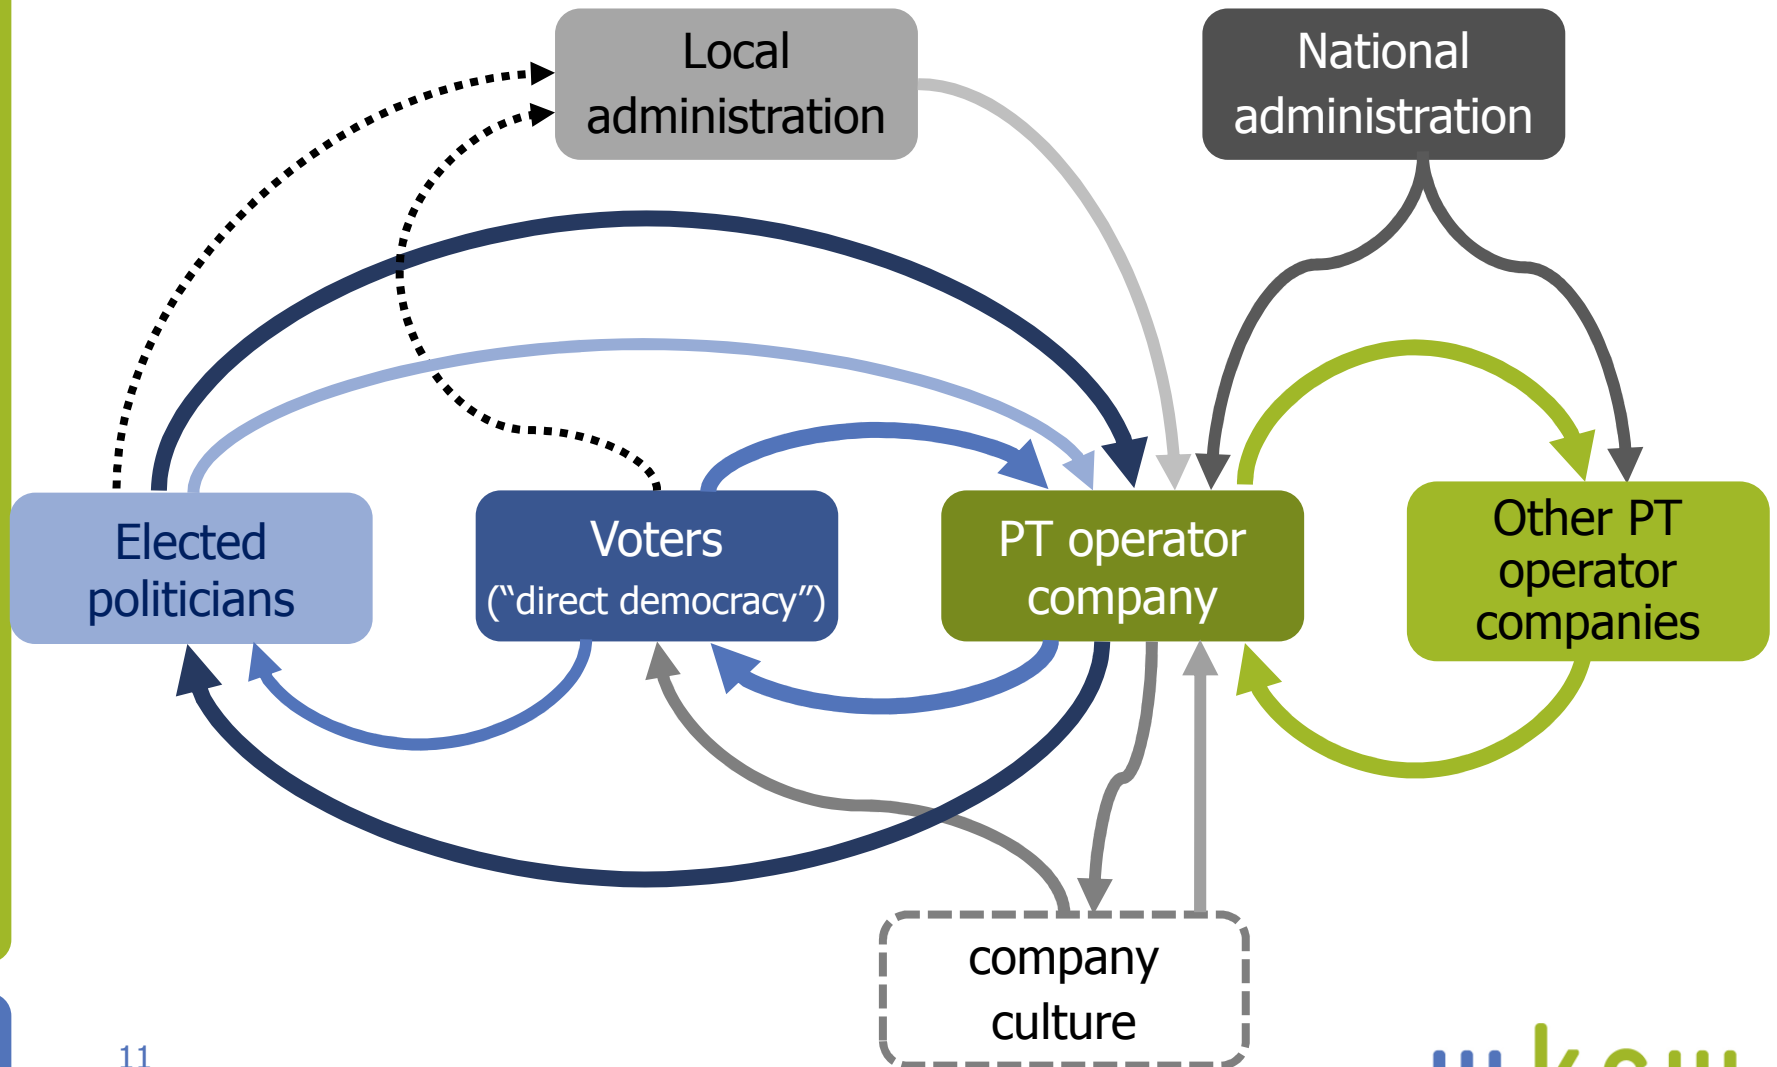 Local
administration
National
administration
Elected
politicians
Voters
(“direct democracy”)
PT operator
company
Other PT
operator
companies
company
culture
11